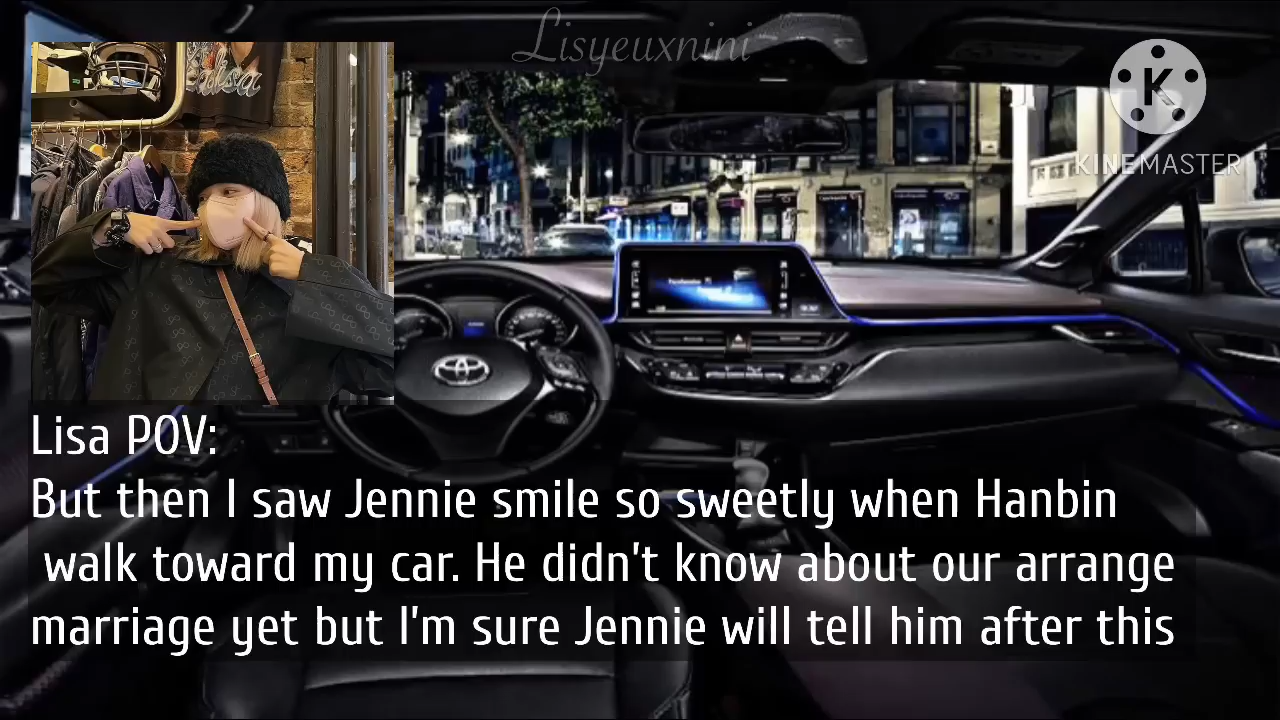 Lisyeuxnini
K
KINEMASTER
Lisa POV:
But then I saw Jennie smile so sweetly when Hanbin
walk toward my car. He didn't know about our arrange
marriage yet but I'm sure Jennie will tell him after this